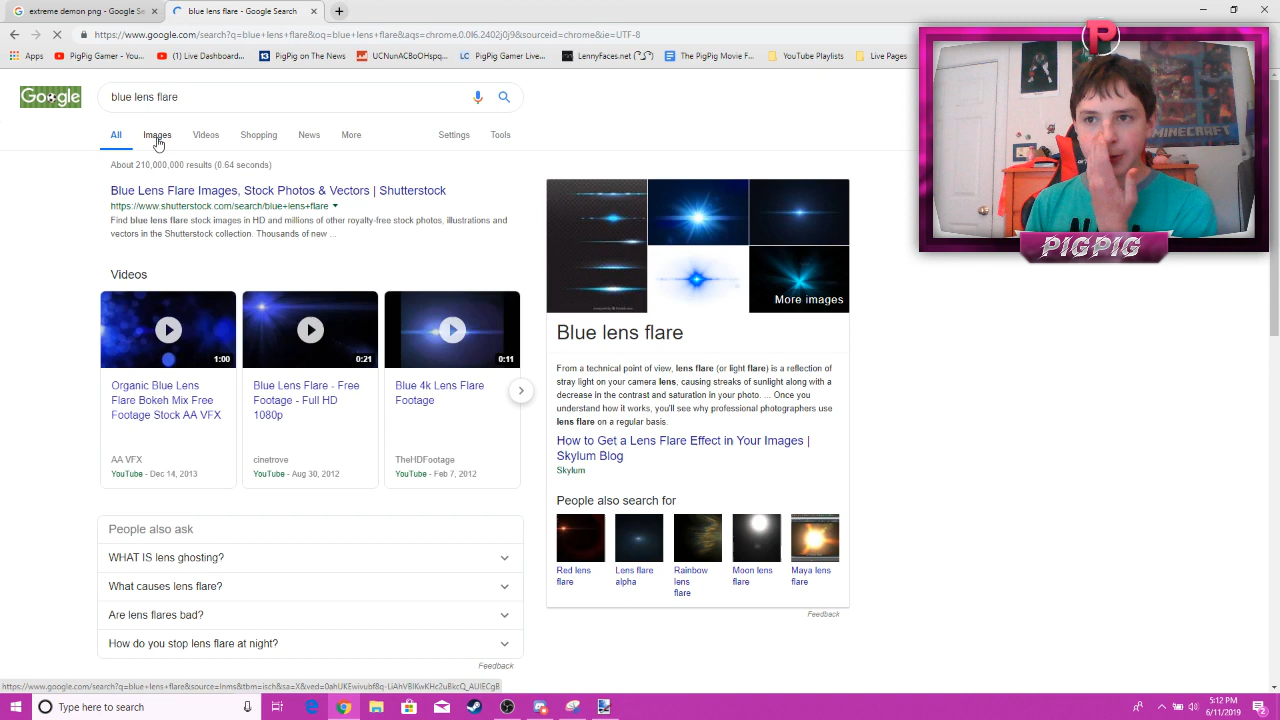 extreme demon png - Google S
blue lens flare - Google Search
https://www.google.com/search?q=blue+lens+flare&oq=blue+lens+
chrome.0.0l6.2402j0j9&sourceid=chrome&ie=UTF-8
Apps
PigPig Gamer - You...
(1) Live Dashboard
PigPig on The Next
PigPig Gamer Live...
LennyFaces.net
The PigPig Movie F...
YouTube Playlists
Live Pages
Google
blue lens flare
All
Images
Videos
Shopping
News
More
Settings
Tools
MINECRAFT
P
PIGPIG
About 210,000,000 results (0.64 seconds)
Blue Lens Flare Images, Stock Photos & Vectors | Shutterstock
https://www.shutterstock.com/search/blue+lens+flare
Find blue lens flare stock images in HD and millions of other royalty-free stock photos, illustrations and
vectors in the Shutterstock collection. Thousands of new ...
Videos
1:00
0:21
0:11
Organic Blue Lens
Flare Bokeh Mix Free
Footage Stock AA VFX
AA VFX
YouTube - Dec 14, 2013
Blue Lens Flare - Free
Footage - Full HD
1080p
cinetrove
YouTube - Aug 30, 2012
Blue 4k Lens Flare
Footage
TheHDFootage
YouTube - Feb 7, 2012
People also ask
WHAT IS lens ghosting?
What causes lens flare?
Are lens flares bad?
How do you stop lens flare at night?
Feedback
More images
Blue lens flare
From a technical point of view, lens flare (or light flare) is a reflection of
stray light on your camera lens, causing streaks of sunlight along with a
decrease in the contrast and saturation in your photo. ... Once you
understand how it works, you'll see why professional photographers use
lens flare on a regular basis.
How to Get a Lens Flare Effect in Your Images |
Skylum Blog
Skylum
People also search for
Red lens
flare
Lens flare
alpha
Rainbow
lens
flare
Moon lens
flare
Maya lens
flare
Feedback
Type here to search
5:12 PM
6/11/2019
2